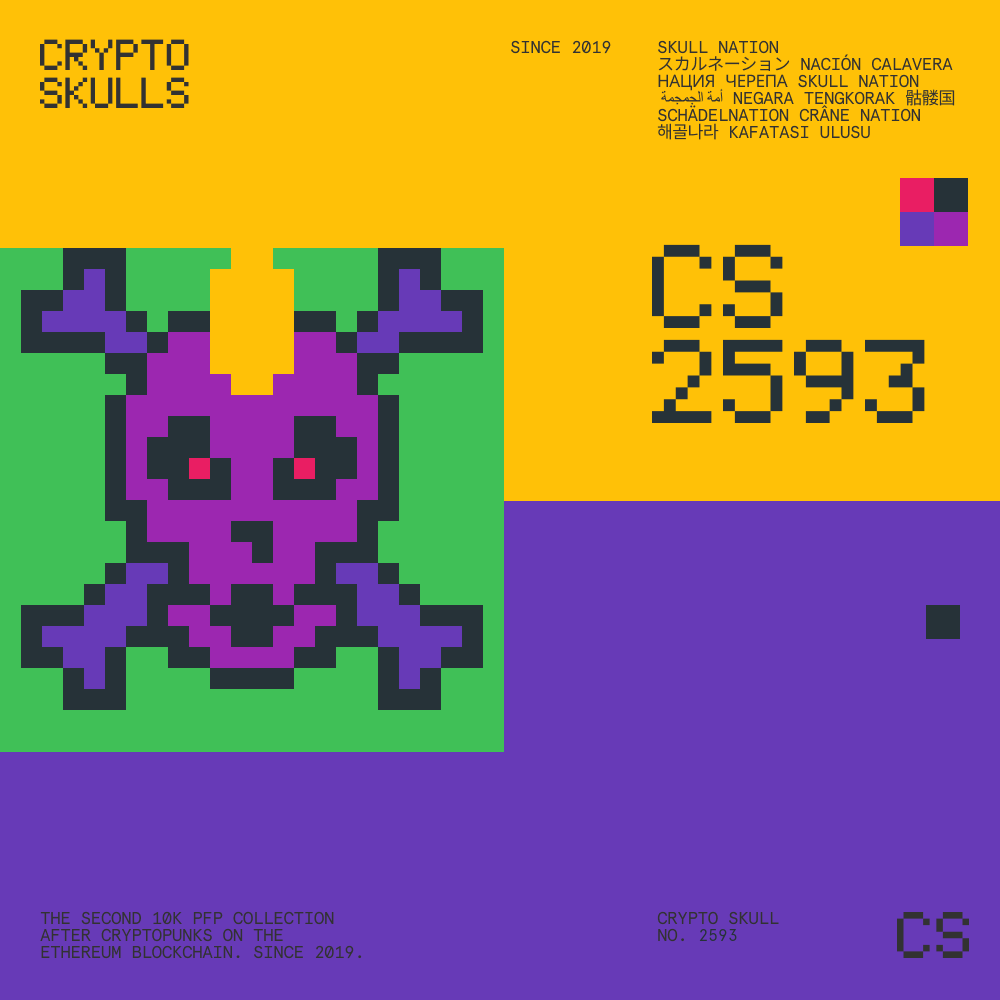 CRYPTO
SKULLS
SINCE 2019
SKULL NATION
スカルネーション NACIÓN CALAVERA
НАЦИЯ ЧЕРЕПА SKULL NATION
أمة الجمجمة NEGARA TENGKORAK 骷髅国
SCHÄDELNATION CRÂNE NATION
해골나라 KAFATASI ULUSU
CS
2593
THE SECOND 10K PFP COLLECTION
AFTER CRYPTOPUNKS ON THE
ETHEREUM BLOCKCHAIN. SINCE 2019.
CRYPTO SKULL
NO. 2593
CS